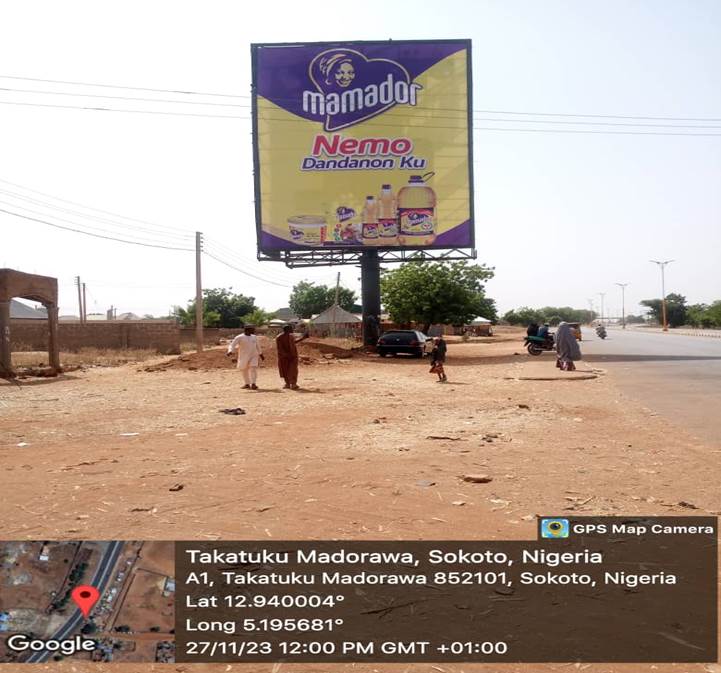 mamador
Nemo
Dandanon Ku
GPS Map Camera
Takatuku Madorawa, Sokoto, Nigeria
A1, Takatuku Madorawa 852101, Sokoto, Nigeria
Lat 12.940004°
Long 5.195681°
27/11/23 12:00 PM GMT +01:00
Google